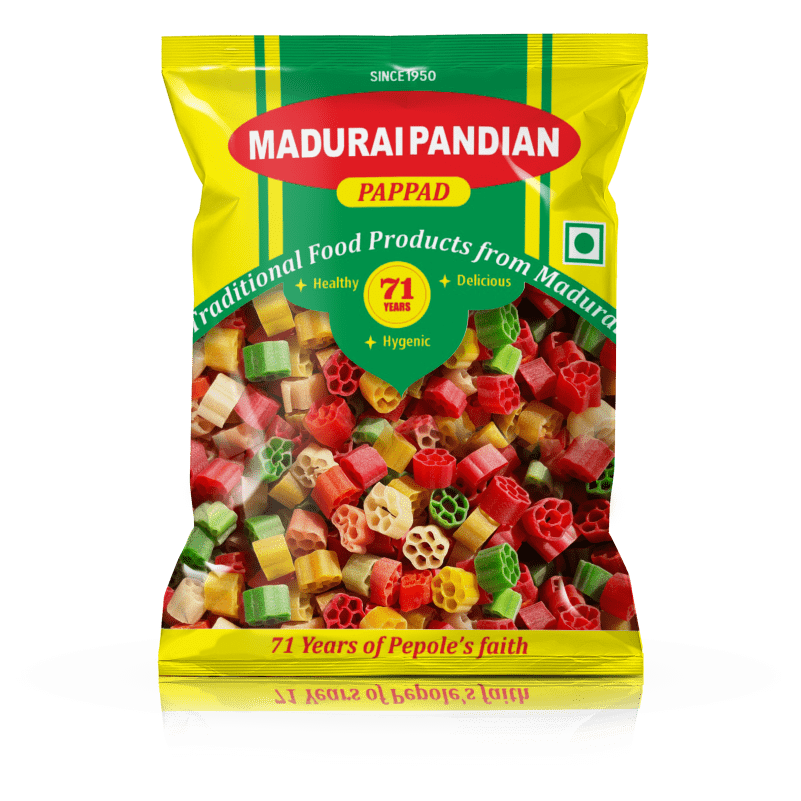 SINCE1950
MADURAI PANDIAN
PAPPAD
Traditional Food Products from Madurai
Healthy
71
YEARS
Delicious
Hygenic
71 Years of Pepole's faith